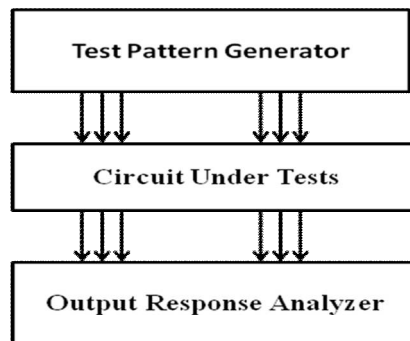 Test Pattern Generator
Circuit Under Tests
Output Response Analyzer